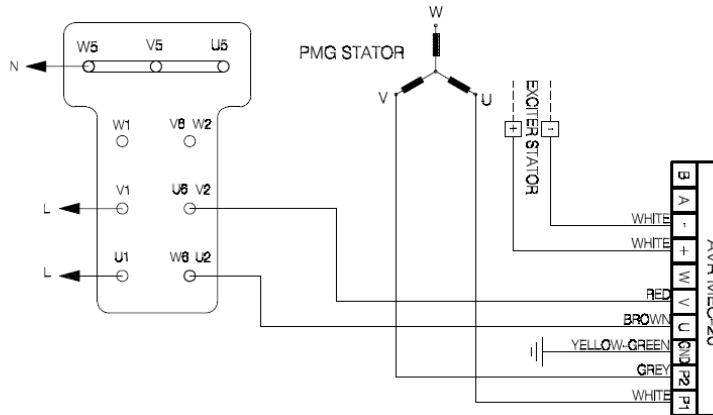 W
W5 V5 U5
PMG STATOR
N
V U
EXCITER STATOR
+ -
W1 V6 W2
V1 U6 V2
L
U1 W6 U2
L
B
A
WHITE -
WHITE +
W
RED V
BROWN U
YELLOW-GREEN GND
GREY P2
WHITE P1